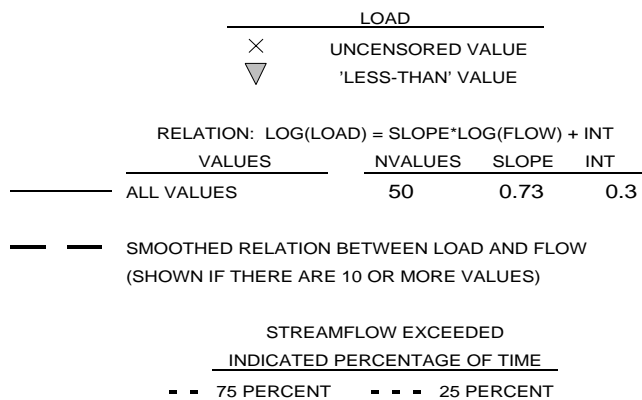 LOAD
UNCENSORED VALUE
'LESS-THAN' VALUE
RELATION: LOG(LOAD) = SLOPE*LOG(FLOW) + INT
VALUES NVALUES SLOPE INT
ALL VALUES 50 0.73 0.3
SMOOTHED RELATION BETWEEN LOAD AND FLOW
(SHOWN IF THERE ARE 10 OR MORE VALUES)
STREAMFLOW EXCEEDED
INDICATED PERCENTAGE OF TIME
75 PERCENT 25 PERCENT